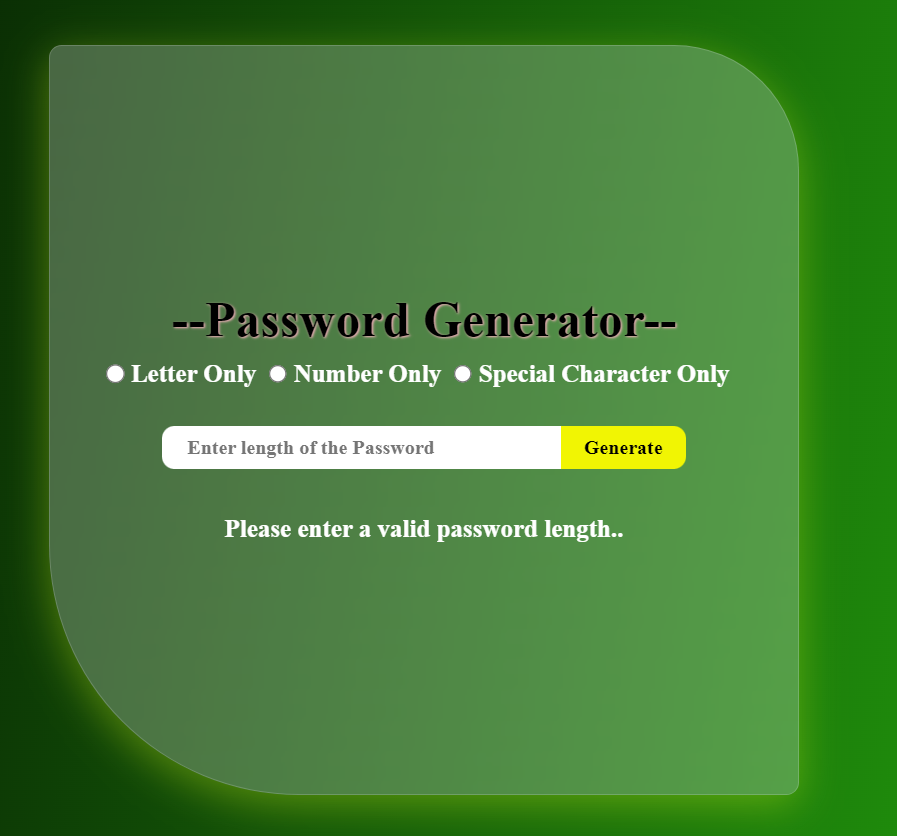 --Password Generator--
Letter Only Number Only Special Character Only
Enter length of the Password Generate
Please enter a valid password length..